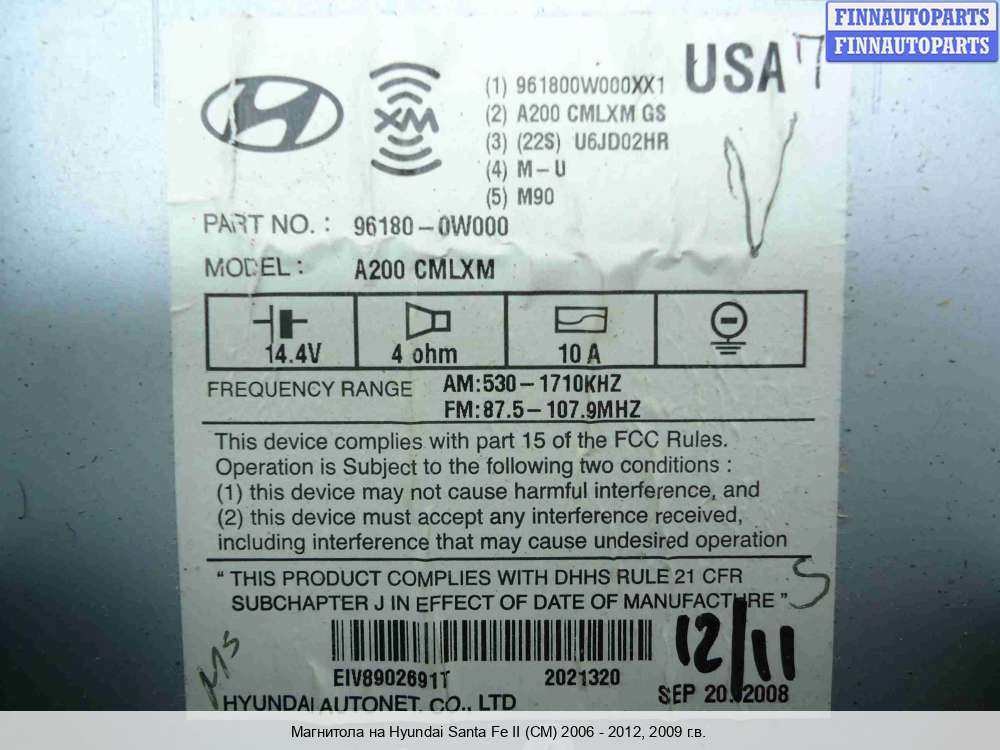 FINNAUTOPARTS
FINNAUTOPARTS
USA 7
XM
(1) 961800W000XX1
(2) A200 CMLXM GS
(3) (22S) U6JD02HR
(4) M-U
(5) M90
PART NO. : 96180-0W000
MODEL : A200 CMLXM
14.4V 4 ohm 10 A
FREQUENCY RANGE AM:530-1710KHZ
FM:87.5-107.9MHZ
This device complies with part 15 of the FCC Rules.
Operation is Subject to the following two conditions :
(1) this device may not cause harmful interference, and
(2) this device must accept any interference received,
including interference that may cause undesired operation
" THIS PRODUCT COMPLIES WITH DHHS RULE 21 CFR
SUBCHAPTER J IN EFFECT OF DATE OF MANUFACTURE "
12/11
EIV8902691T 2021320
SEP 20.2008
HYUNDAI AUTONET. CO., LTD
Магнитола на Hyundai Santa Fe II (CM) 2006 - 2012, 2009 г.в.